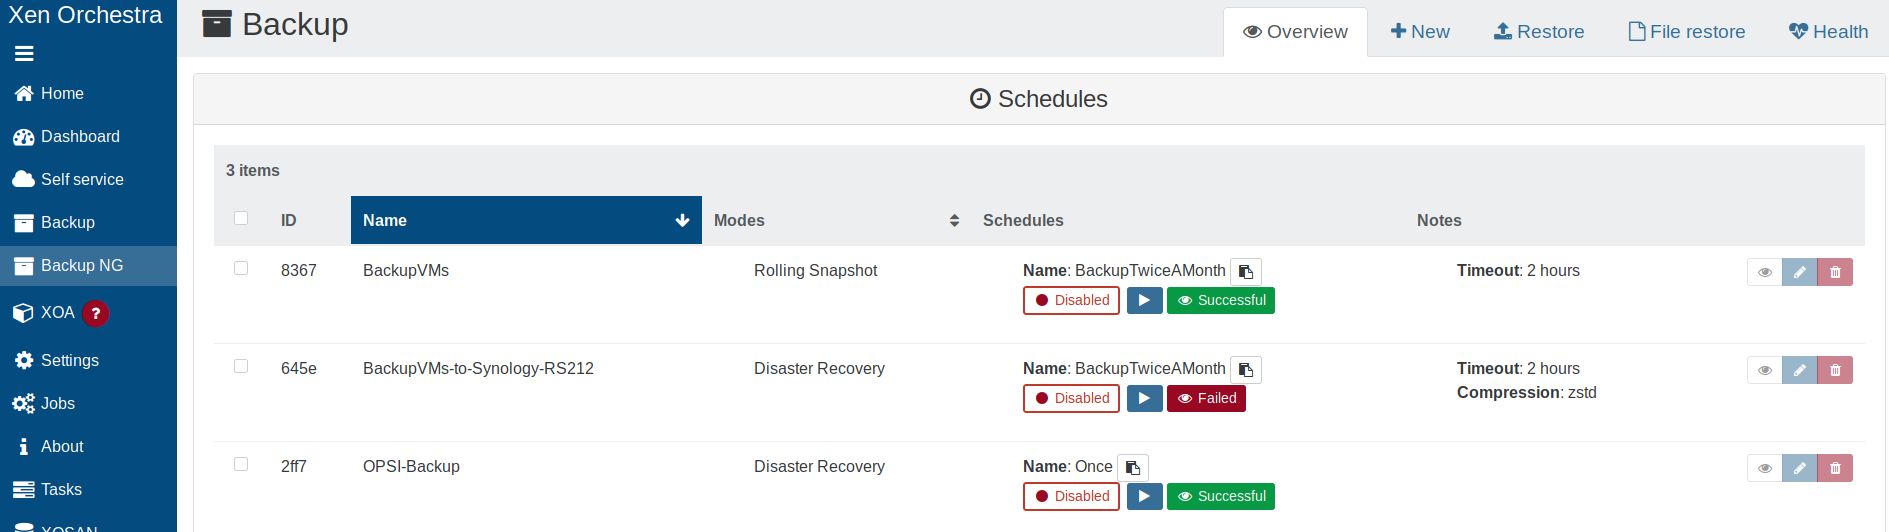 Xen Orchestra
Backup
Overview
New
Restore
File restore
Health
Home
Dashboard
Self service
Backup
Backup NG
XOA ?
Settings
Jobs
About
Tasks
XOSAN
Schedules
3 items
ID Name Modes Schedules Notes
8367 BackupVMs Rolling Snapshot Name: BackupTwiceAMonth Timeout: 2 hours
Disabled Successful
645e BackupVMs-to-Synology-RS212 Disaster Recovery Name: BackupTwiceAMonth Timeout: 2 hours
Disabled Failed Compression: zstd
2ff7 OPSI-Backup Disaster Recovery Name: Once
Disabled Successful